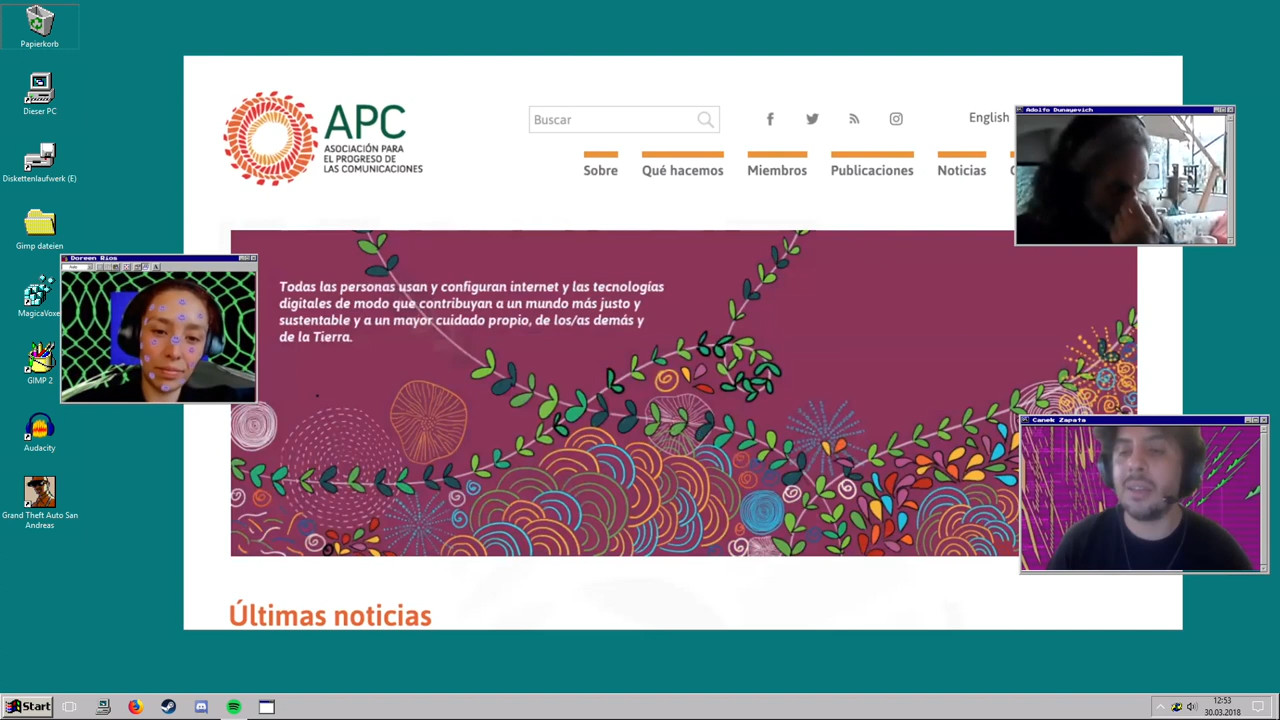 Papierkorb
Dieser PC
Diskettenlaufwerk (E)
Gimp dateien
MagicaVoxe
GIMP 2
Audacity
Grand Theft Auto San
Andreas
APC
ASOCIACIÓN PARA
EL PROGRESO DE
LAS COMUNICACIONES
Buscar
English
Sobre
Qué hacemos
Miembros
Publicaciones
Noticias
Adolfo Dunayevich
Doreen Ríos
Todas las personas usan y configuran internet y las tecnologías
digitales de modo que contribuyan a un mundo más justo y
sustentable y a un mayor cuidado propio, de los/as demás y
de la Tierra.
Canek Zapata
Últimas noticias
Start
12:53
30.03.2018